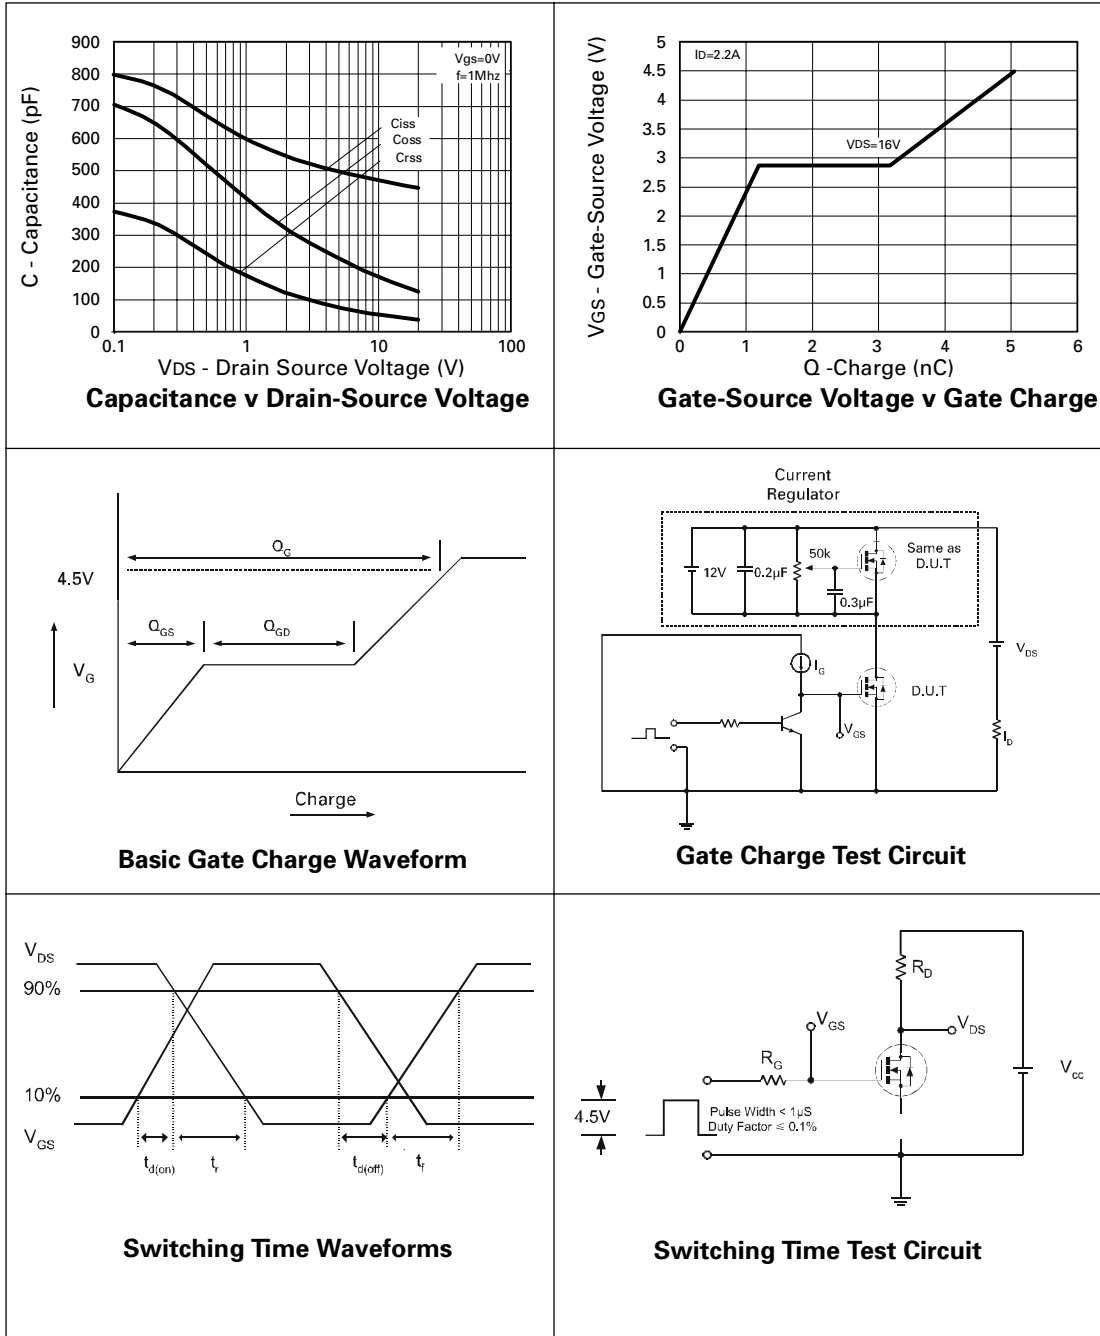 900
800
700
600
500
400
300
200
100
0
C - Capacitance (pF)
Vgs=0V
f=1Mhz
Ciss
Coss
Crss
0.1 1 10 100
VDS - Drain Source Voltage (V)
Capacitance v Drain-Source Voltage
5
4.5
4
3.5
3
2.5
2
1.5
1
0.5
0
VGS - Gate-Source Voltage (V)
ID=2.2A
VDS=16V
0 1 2 3 4 5 6
Q -Charge (nC)
Gate-Source Voltage v Gate Charge
QG
4.5V
QGS QGD
VG
Charge
Basic Gate Charge Waveform
Current
Regulator
12V
0.2µF
50k
0.3µF
Same as
D.U.T
IG
VDS
D.U.T
VGS
ID
Gate Charge Test Circuit
VDS
90%
10%
VGS
td(on) tr td(off) tf
Switching Time Waveforms
RD
VGS
VDS
RG
Vcc
4.5V
Pulse Width < 1µS
Duty Factor ≤ 0.1%
Switching Time Test Circuit